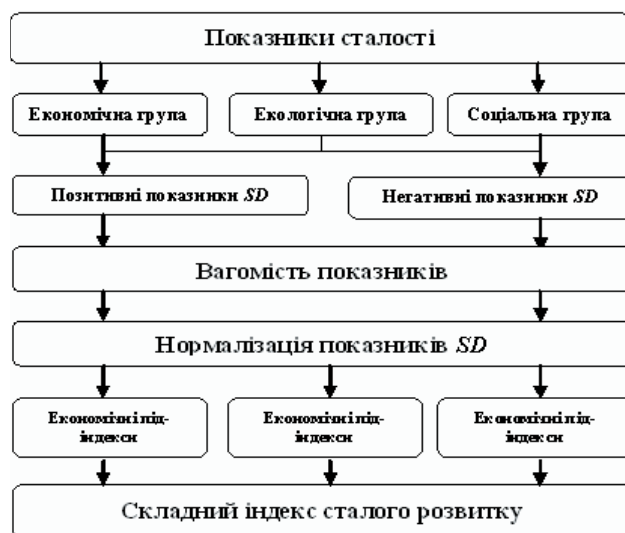 Показники сталості
Економічна група
Екологічна група
Соціальна група
Позитивні показники SD
Негативні показники SD
Вагомість показників
Нормалізація показників SD
Економічні під-
індекси
Економічні під-
індекси
Економічні під-
індекси
Складний індекс сталого розвитку